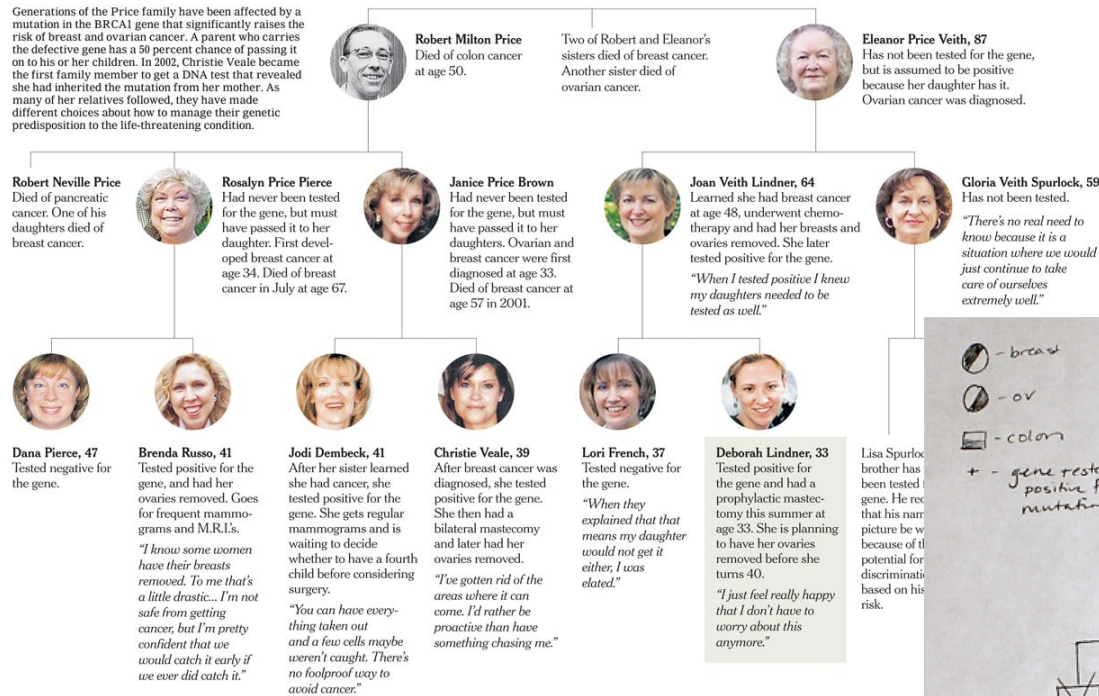 Generations of the Price family have been affected by a
mutation in the BRCA1 gene that significantly raises the
risk of breast and ovarian cancer. A parent who carries
the defective gene has a 50 percent chance of passing it
on to his or her children. In 2002, Christie Veale became
the first family member to get a DNA test that revealed
she had inherited the mutation from her mother. As
many of her relatives followed, they have made
different choices about how to manage their genetic
predisposition to the life-threatening condition.
Robert Milton Price
Died of colon cancer
at age 50.
Two of Robert and Eleanor's
sisters died of breast cancer.
Another sister died of
ovarian cancer.
Eleanor Price Veith, 87
Has not been tested for the gene,
but is assumed to be positive
because her daughter has it.
Ovarian cancer was diagnosed.
Robert Neville Price
Died of pancreatic
cancer. One of his
daughters died of
breast cancer.
Rosalyn Price Pierce
Had never been tested
for the gene, but must
have passed it to her
daughter. First devel-
oped breast cancer at
age 34. Died of breast
cancer in July at age 67.
Janice Price Brown
Had never been tested
for the gene, but must
have passed it to her
daughters. Ovarian and
breast cancer were first
diagnosed at age 33.
Died of breast cancer at
age 57 in 2001.
Joan Veith Lindner, 64
Learned she had breast cancer
at age 48, underwent chemo-
therapy and had her breasts and
ovaries removed. She later
tested positive for the gene.
"When I tested positive I knew
my daughters needed to be
tested as well."
Gloria Veith Spurlock, 59
Has not been tested.
"There's no real need to
know because it is a
situation where we would
just continue to take
care of ourselves
extremely well."
Dana Pierce, 47
Tested negative for
the gene.
Brenda Russo, 41
Tested positive for the
gene, and had her
ovaries removed. Goes
for frequent mammo-
grams and M.R.I.'s.
"I know some women
have their breasts
removed. To me that's
a little drastic... I'm not
safe from getting
cancer, but I'm pretty
confident that we
would catch it early if
we ever did catch it."
Jodi Dembeck, 41
After her sister learned
she had cancer, she
tested positive for the
gene. She gets regular
mammograms and is
waiting to decide
whether to have a fourth
child before considering
surgery.
"You can have every-
thing taken out
and a few cells maybe
weren't caught. There's
no foolproof way to
avoid cancer."
Christie Veale, 39
After breast cancer was
diagnosed, she tested
positive for the gene.
She then had a
bilateral mastecomy
and later had her
ovaries removed.
"I've gotten rid of the
areas where it can
come. I'd rather be
proactive than have
something chasing me."
Lori French, 37
Tested negative for
the gene.
"When they
explained that that
means my daughter
would not get it
either, I was
elated."
Deborah Lindner, 33
Tested positive for
the gene and had a
prophylactic mastec-
tomy this summer at
age 33. She is planning
to have her ovaries
removed before she
turns 40.
"I just feel really happy
that I don't have to
worry about this
anymore."
Lisa Spurloc
brother has
been tested
gene. He rec
that his nam
picture be w
because of th
potential for
discriminatio
based on his
risk.
- breast
- ov
- colon
+ - gene teste
positive f
mutatin